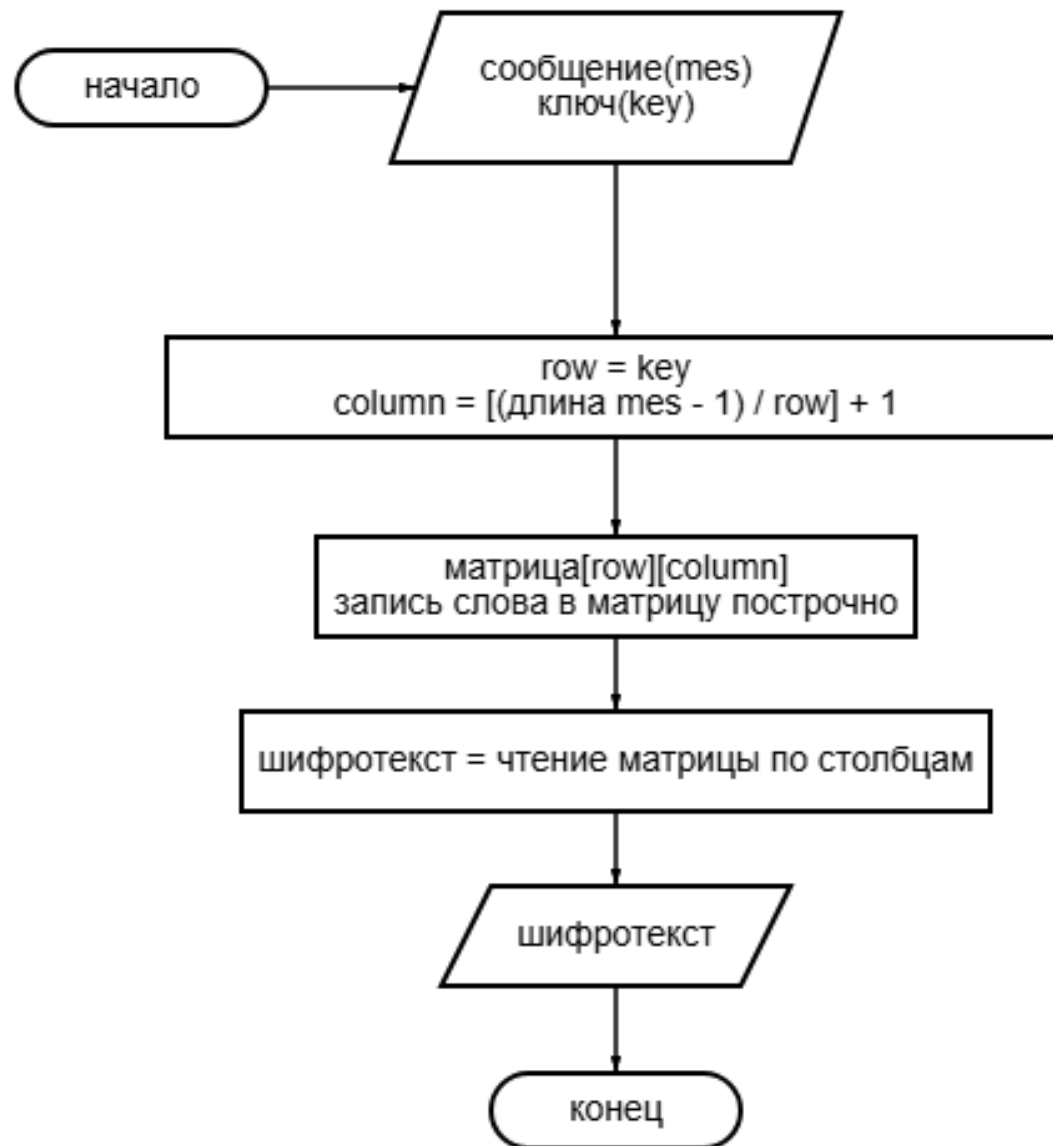 начало
сообщение(mes)
ключ(key)
row = key
column = [(длина mes - 1) / row] + 1
матрица[row][column]
запись слова в матрицу построчно
шифротекст = чтение матрицы по столбцам
шифротекст
конец